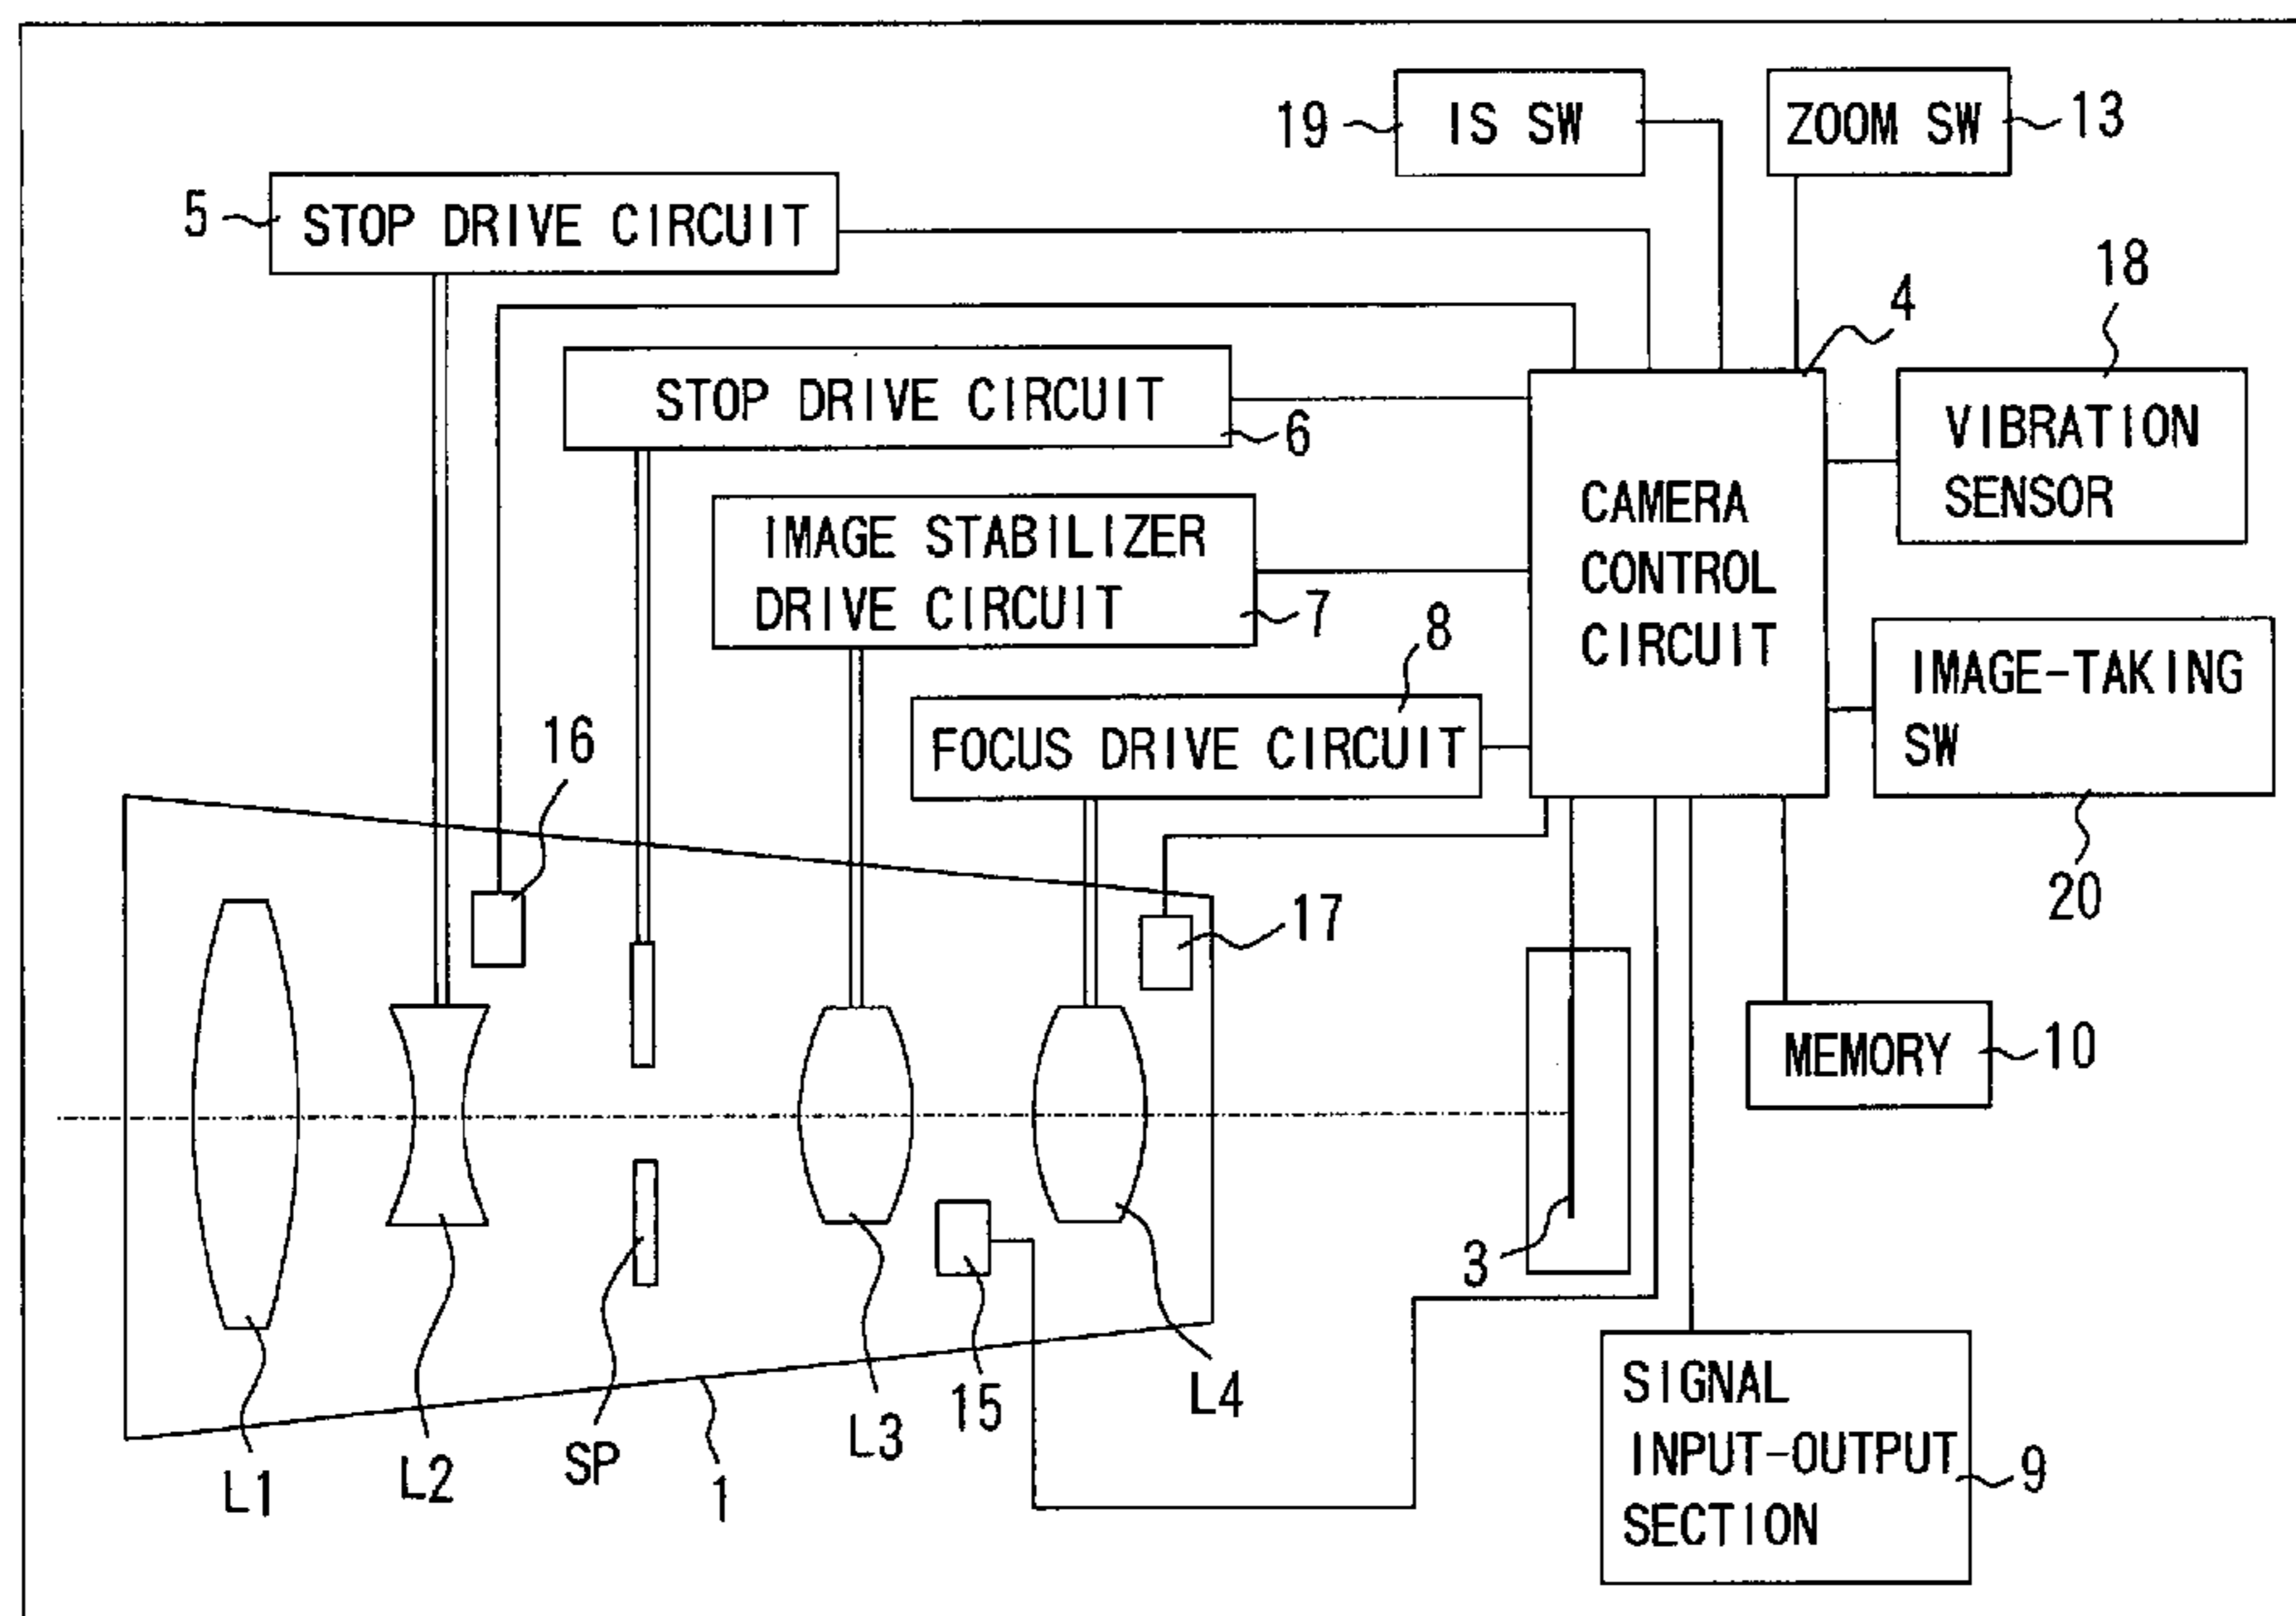 19
IS SW
ZOOM SW
13
5
STOP DRIVE CIRCUIT
18
4
STOP DRIVE CIRCUIT
6
VIBRATION
SENSOR
IMAGE STABILIZER
DRIVE CIRCUIT
7
CAMERA
CONTROL
CIRCUIT
8
IMAGE-TAKING
SW
20
FOCUS DRIVE CIRCUIT
16
17
MEMORY
10
3
L1
L2
SP
1
L3
15
L4
SIGNAL
INPUT-OUTPUT
SECTION
9